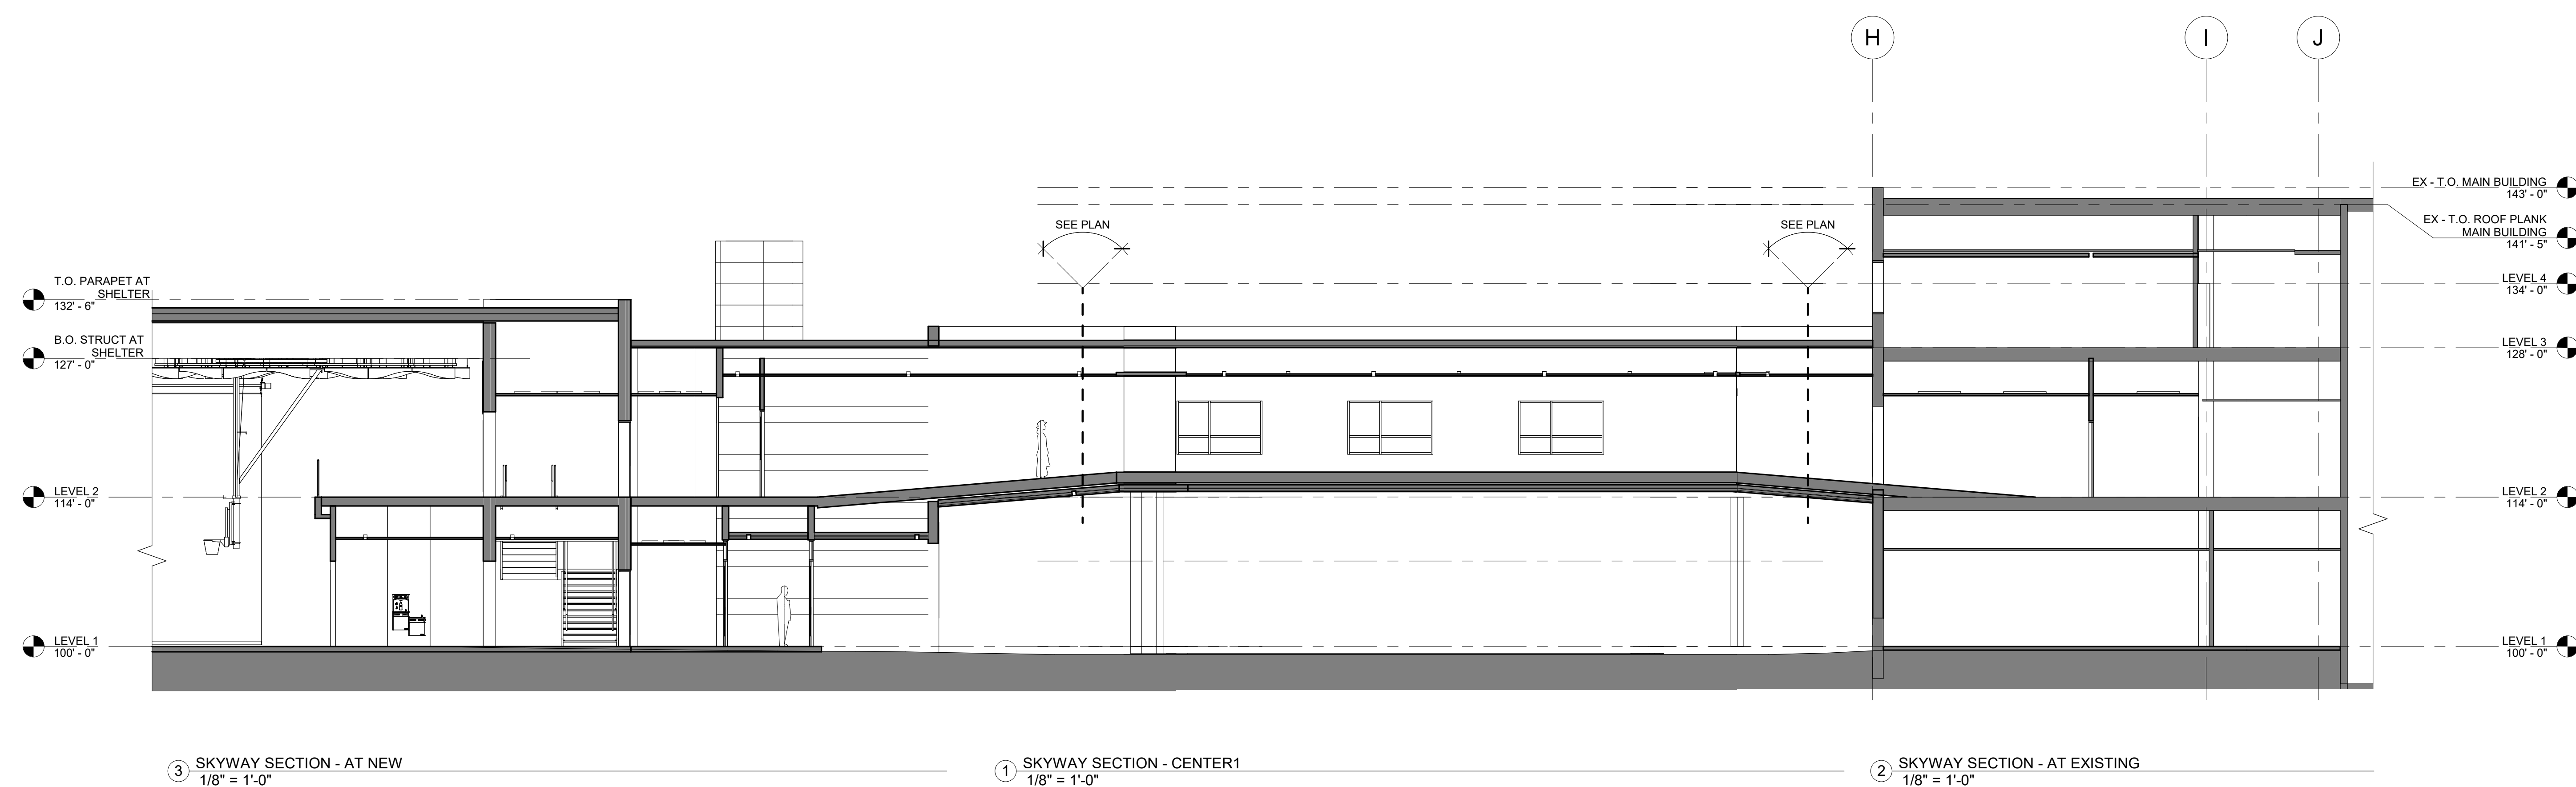 H
I
J
SEE PLAN
SEE PLAN
T.O. PARAPET AT
SHELTER
132' - 6"
B.O. STRUCT AT
SHELTER
127' - 0"
LEVEL 2
114' - 0"
LEVEL 1
100' - 0"
EX - T.O. MAIN BUILDING
143' - 0"
EX - T.O. ROOF PLANK
MAIN BUILDING
141' - 5"
LEVEL 4
134' - 0"
LEVEL 3
128' - 0"
LEVEL 2
114' - 0"
LEVEL 1
100' - 0"
3 SKYWAY SECTION - AT NEW
1/8" = 1'-0"
1 SKYWAY SECTION - CENTER1
1/8" = 1'-0"
2 SKYWAY SECTION - AT EXISTING
1/8" = 1'-0"